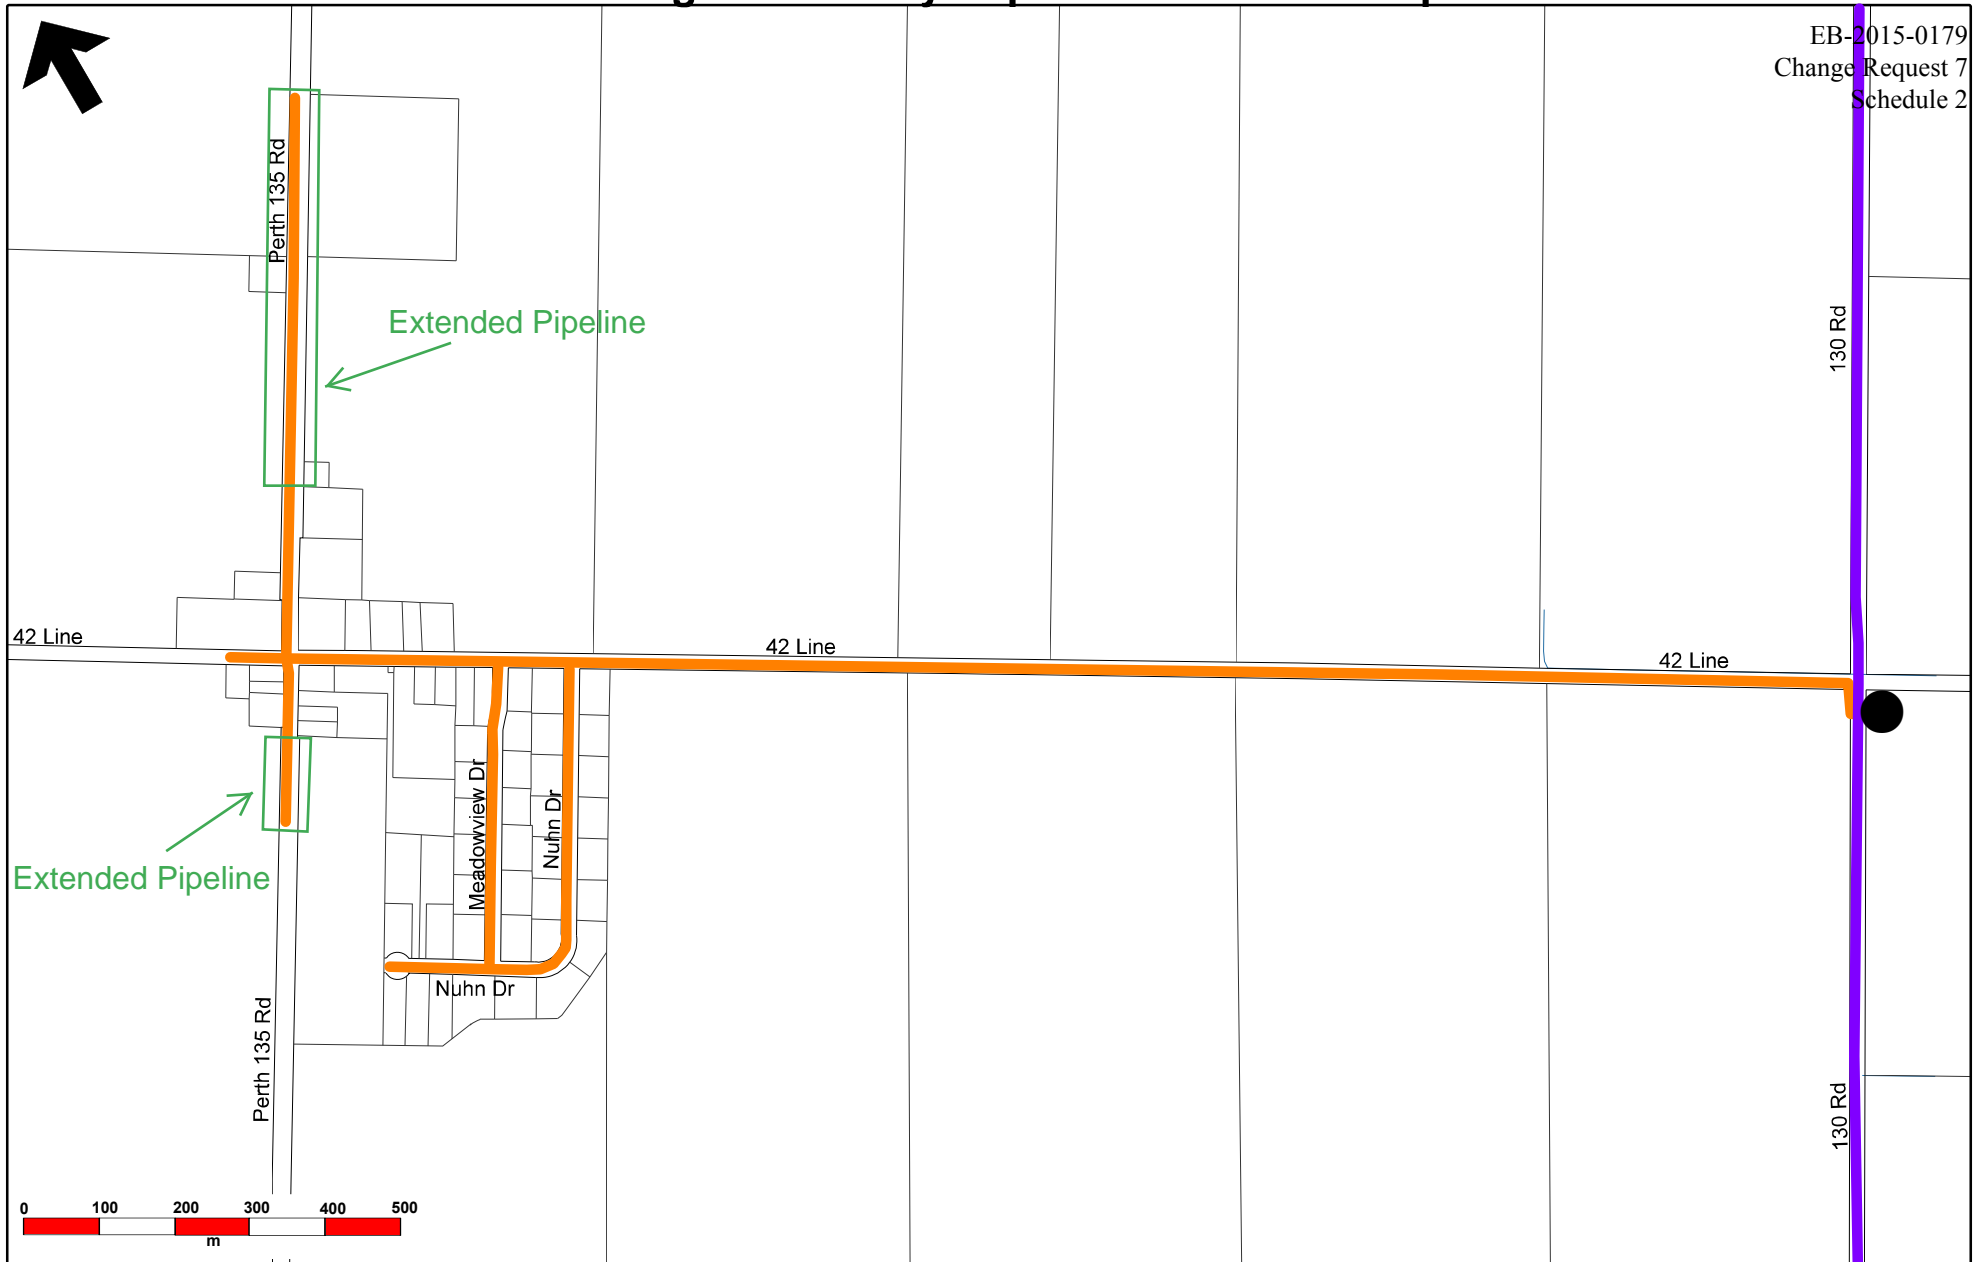 EB-2015-0179
Change Request 7
Schedule 2
Perth 135 Rd
Extended Pipeline
130 Rd
42 Line
42 Line
42 Line
Meadowview Dr
Nuhn Dr
Extended Pipeline
Nuhn Dr
Perth 135 Rd
130 Rd
0 100 200 300 400 500
m